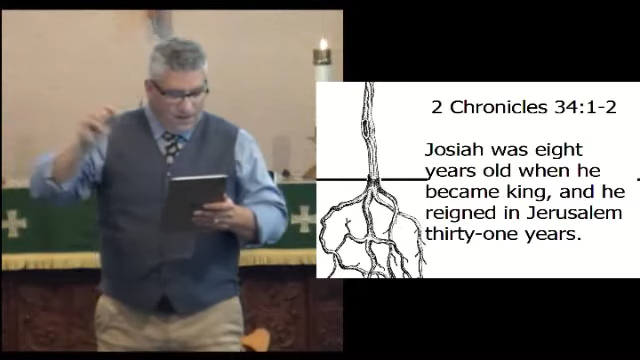 2 Chronicles 34:1-2
Josiah was eight
years old when he
became king, and he
reigned in Jerusalem
thirty-one years.